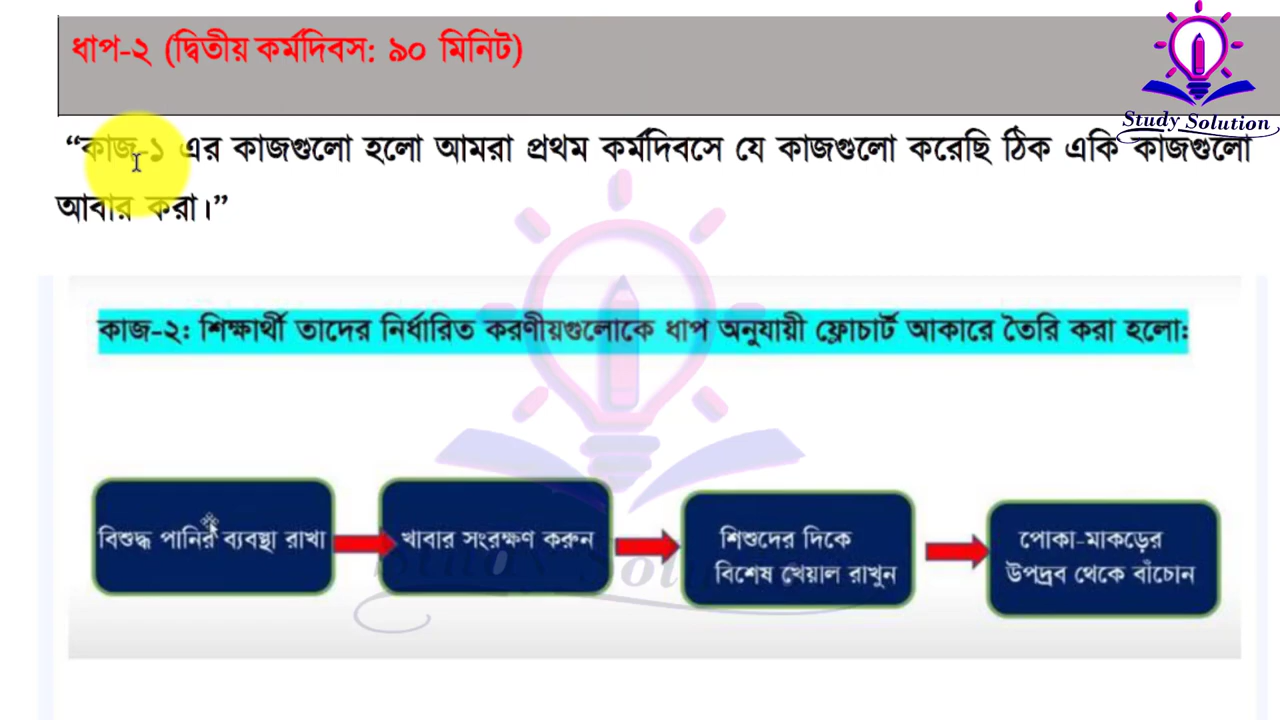 ধাপ-২ (দ্বিতীয় কর্মদিবস: ৯০ মিনিট)
Study Solution
“কাজ-১ এর কাজগুলো হলো আমরা প্রথম কর্মদিবসে যে কাজগুলো করেছি ঠিক একি কাজগুলো
আবার করা।”
কাজ-২: শিক্ষার্থী তাদের নির্ধারিত করণীয়গুলোকে ধাপ অনুযায়ী ফ্লোচার্ট আকারে তৈরি করা হলো:
বিশুদ্ধ পানির ব্যবস্থা রাখা
খাবার সংরক্ষণ করুন
শিশুদের দিকে
বিশেষ খেয়াল রাখুন
পোকা-মাকড়ের
উপদ্রব থেকে বাঁচোন